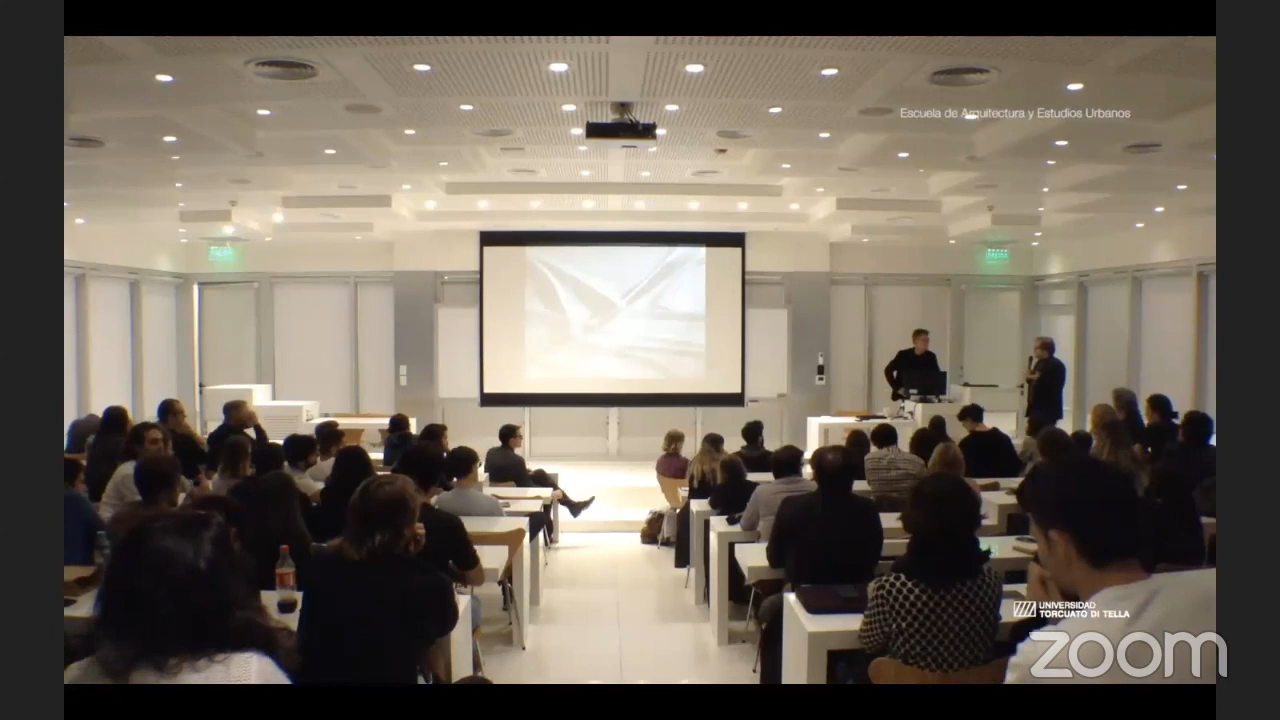 Escuela de Arquitectura y Estudios Urbanos
UNIVERSIDAD
TORCUATO DI TELLA
zoom